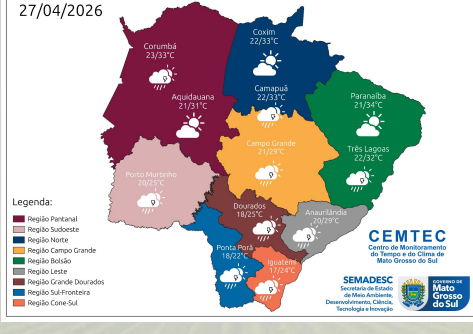 27/04/2026
Coxim
22/33°C
Corumbá
23/33°C
Camapuã
22/33°C
Aquidauana
21/31°C
Paranaíba
21/34°C
Campo Grande
21/29°C
Três Lagoas
22/32°C
Porto Murtinho
20/25°C
Dourados
18/25°C
Anaurilândia
20/29°C
Ponta Porã
18/22°C
Iguatemi
17/24°C
Legenda:
Região Pantanal
Região Sudoeste
Região Norte
Região Campo Grande
Região Bolsão
Região Leste
Região Grande Dourados
Região Sul-Fronteira
Região Cone-Sul
CEMTEC
Centro de Monitoramento
do Tempo e do Clima de
Mato Grosso do Sul
SEMADESC
Secretaria de Estado
de Meio Ambiente,
Desenvolvimento, Ciência,
Tecnologia e Inovação
GOVERNO DE
Mato
Grosso
do Sul